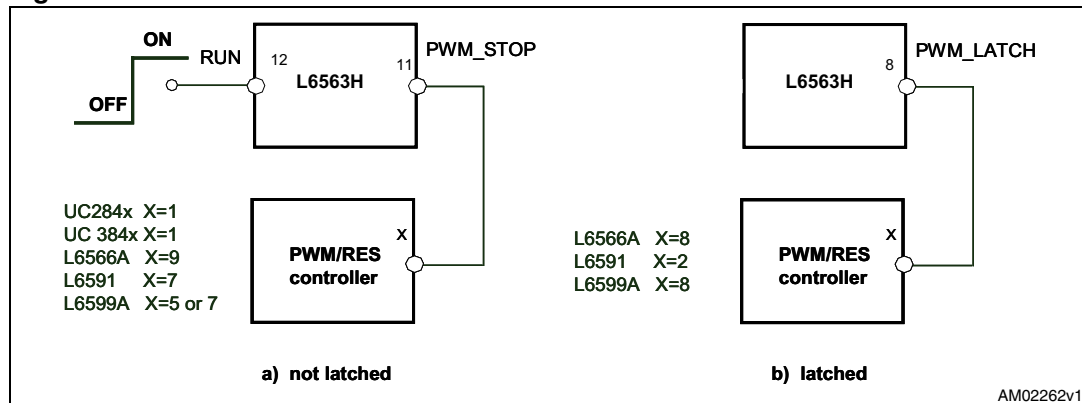 ON
RUN
OFF
12
11
L6563H
PWM_STOP
UC284x X=1
UC 384x X=1
L6566A X=9
L6591 X=7
L6599A X=5 or 7
X
PWM/RES
controller
a) not latched
8
L6563H
PWM_LATCH
L6566A X=8
L6591 X=2
L6599A X=8
X
PWM/RES
controller
b) latched
AM02262v1